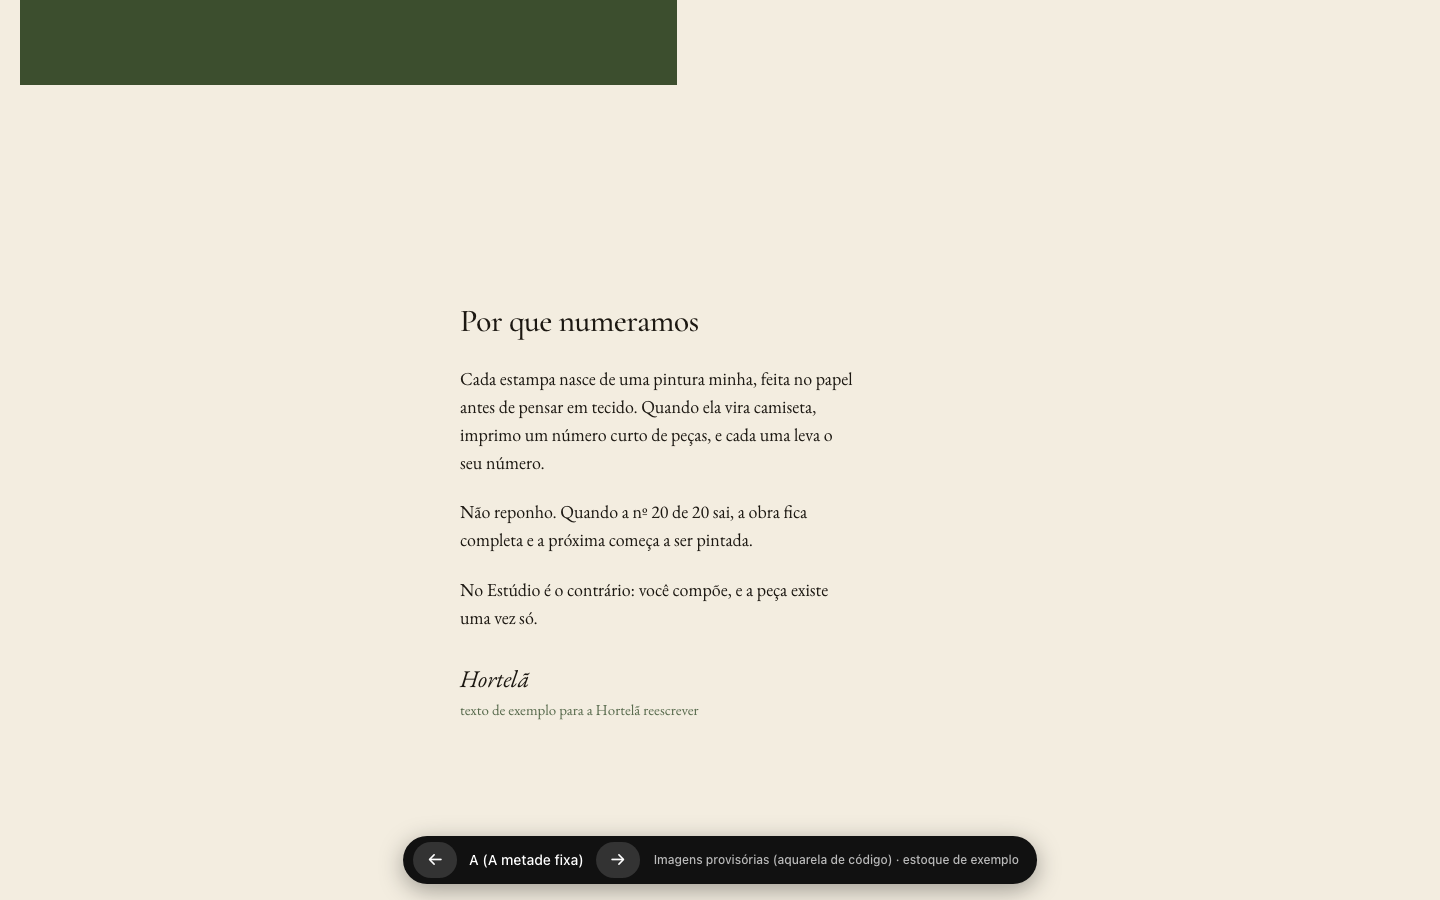 Por que numeramos
Cada estampa nasce de uma pintura minha, feita no papel
antes de pensar em tecido. Quando ela vira camiseta,
imprimo um número curto de peças, e cada uma leva o
seu número.
Não reponho. Quando a nº 20 de 20 sai, a obra fica
completa e a próxima começa a ser pintada.
No Estúdio é o contrário: você compõe, e a peça existe
uma vez só.
Hortelã
texto de exemplo para a Hortelã reescrever
← A (A metade fixa) → Imagens provisórias (aquarela de código) · estoque de exemplo